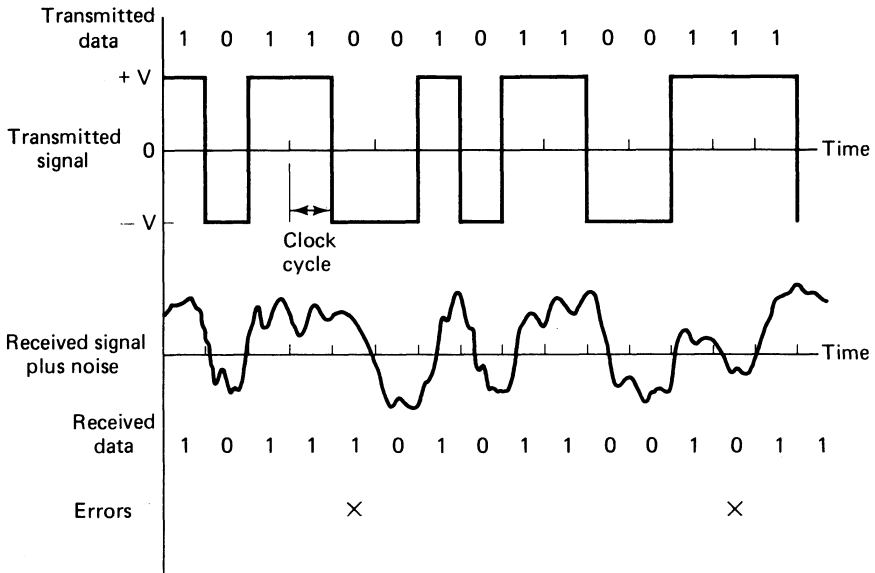 Transmitted
data
1 0 1 1 0 0 1 0 1 1 0 0 1 1 1
+ V
Transmitted
signal
0
Time
− V
Clock
cycle
Received signal
plus noise
Time
Received
data
1 0 1 1 1 0 1 0 1 1 0 0 1 0 1 1
Errors
× ×